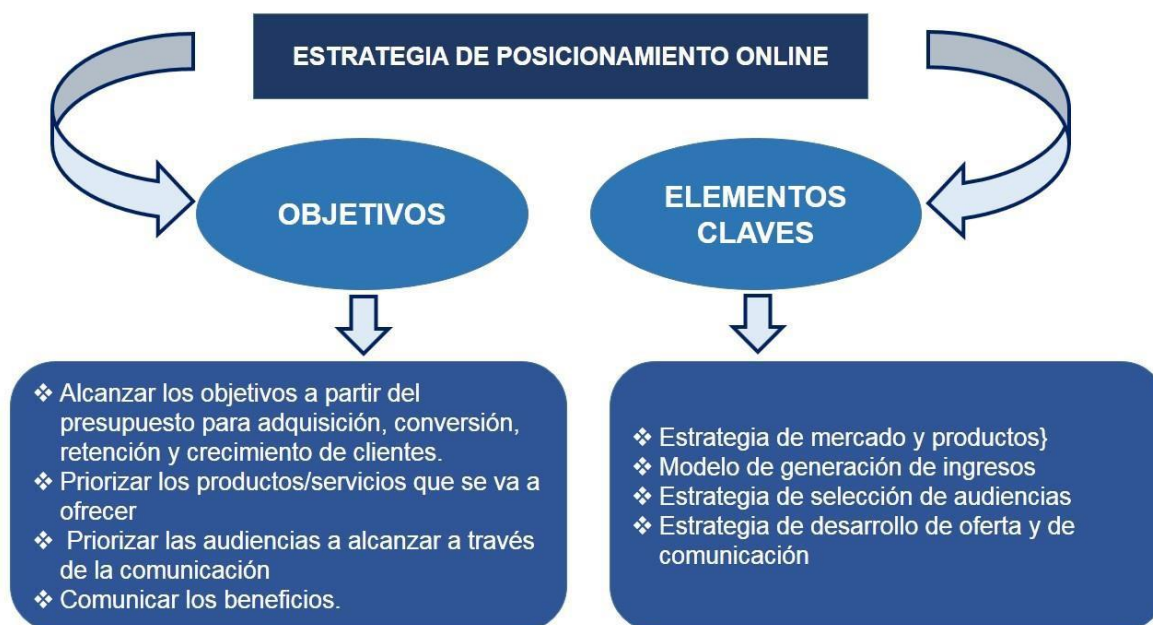 ESTRATEGIA DE POSICIONAMIENTO ONLINE
OBJETIVOS
❖ Alcanzar los objetivos a partir del
presupuesto para adquisición, conversión,
retención y crecimiento de clientes.
❖ Priorizar los productos/servicios que se va a
ofrecer
❖ Priorizar las audiencias a alcanzar a través
de la comunicación
❖ Comunicar los beneficios.
ELEMENTOS
CLAVES
❖ Estrategia de mercado y productos}
❖ Modelo de generación de ingresos
❖ Estrategia de selección de audiencias
❖ Estrategia de desarrollo de oferta y de
comunicación